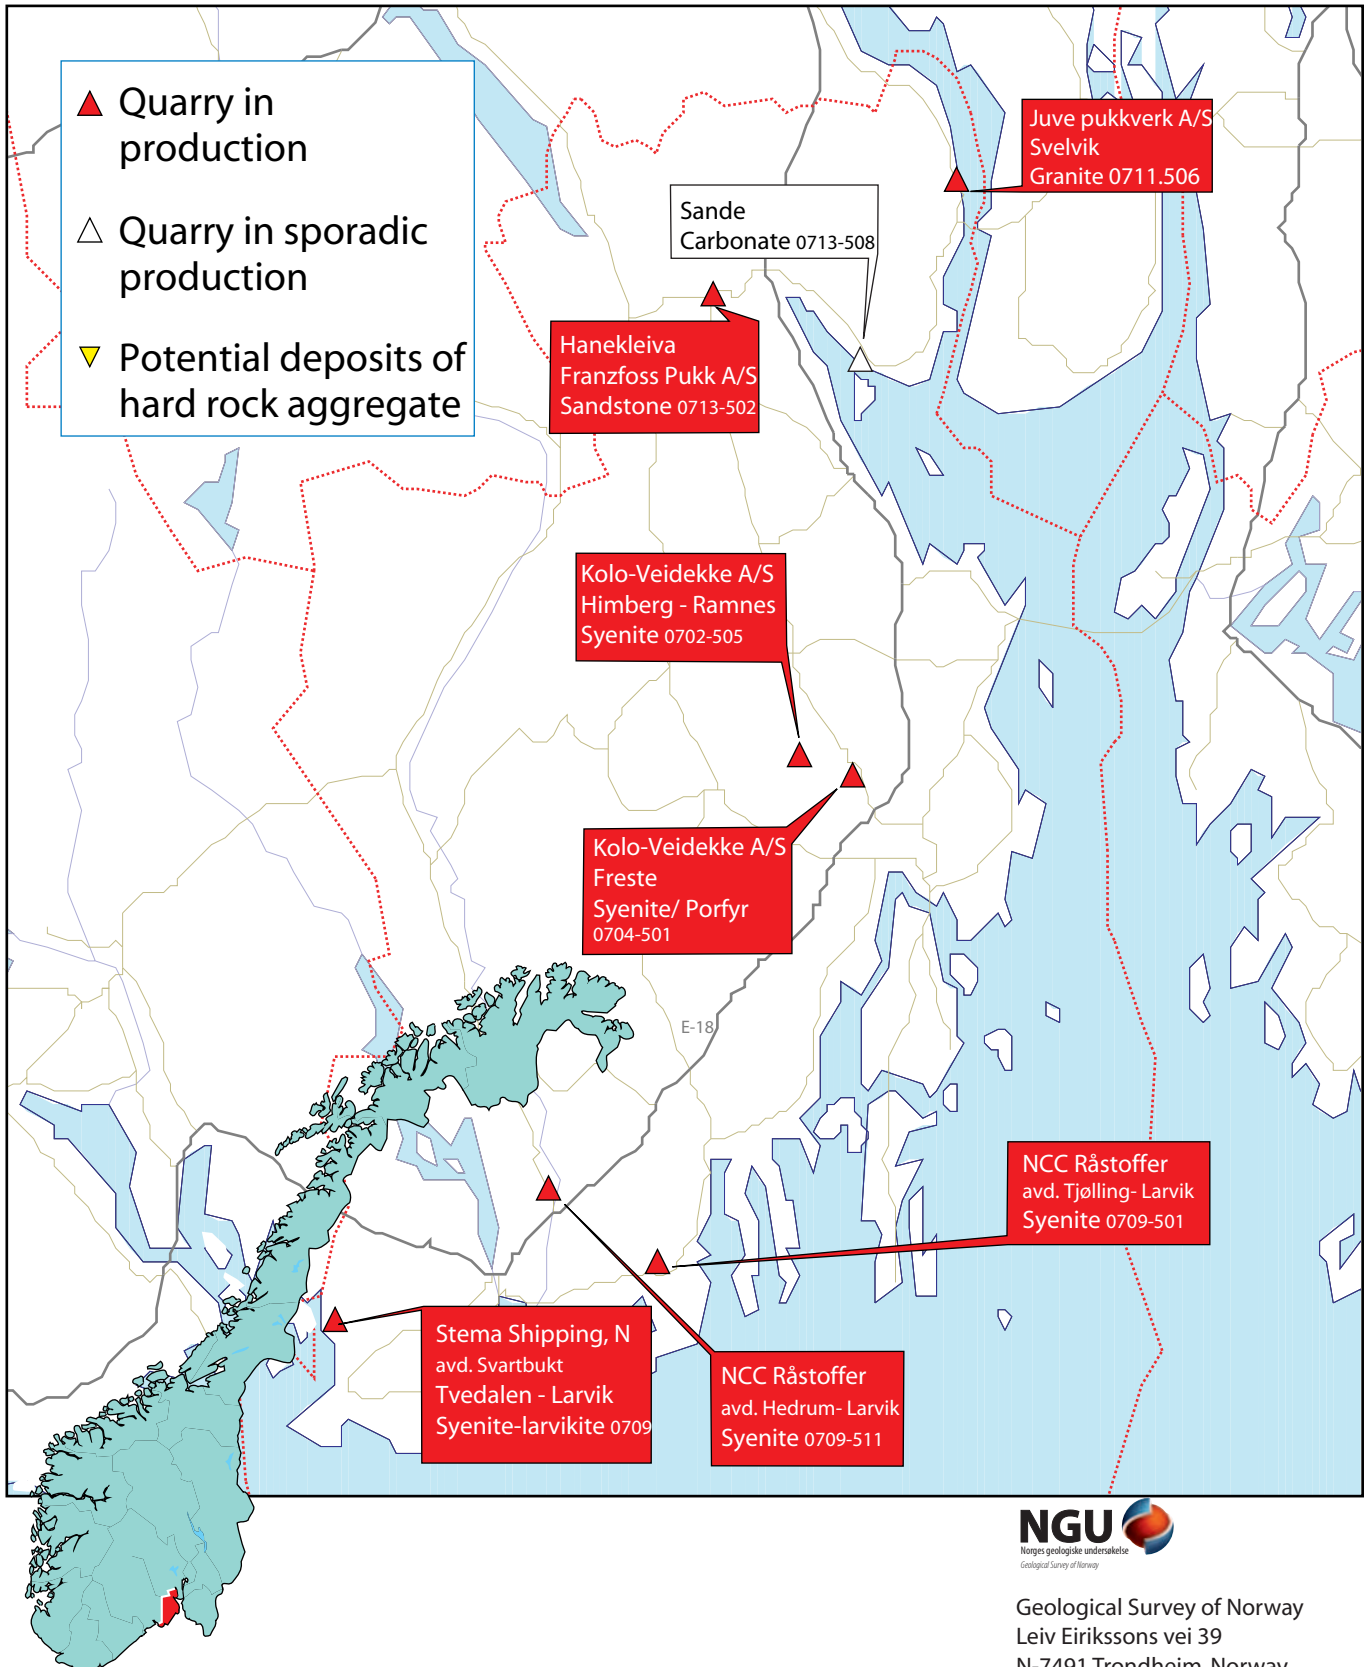 Quarry in
production
Quarry in sporadic
production
Potential deposits of
hard rock aggregate
Juve pukkverk A/S
Svelvik
Granite 0711.506
Sande
Carbonate 0713-508
Hanekleiva
Franzfoss Pukk A/S
Sandstone 0713-502
Kolo-Veidekke A/S
Himberg - Ramnes
Syenite 0702-505
Kolo-Veidekke A/S
Freste
Syenite/ Porfyr
0704-501
E-18
NCC Råstoffer
avd. Tjølling- Larvik
Syenite 0709-501
Stema Shipping, N
avd. Svartbukt
Tvedalen - Larvik
Syenite-larvikite 0709
NCC Råstoffer
avd. Hedrum- Larvik
Syenite 0709-511
NGU
Norges geologiske undersøkelse
Geological Survey of Norway
Geological Survey of Norway
Leiv Eirikssons vei 39
N-7491 Trondheim, Norway